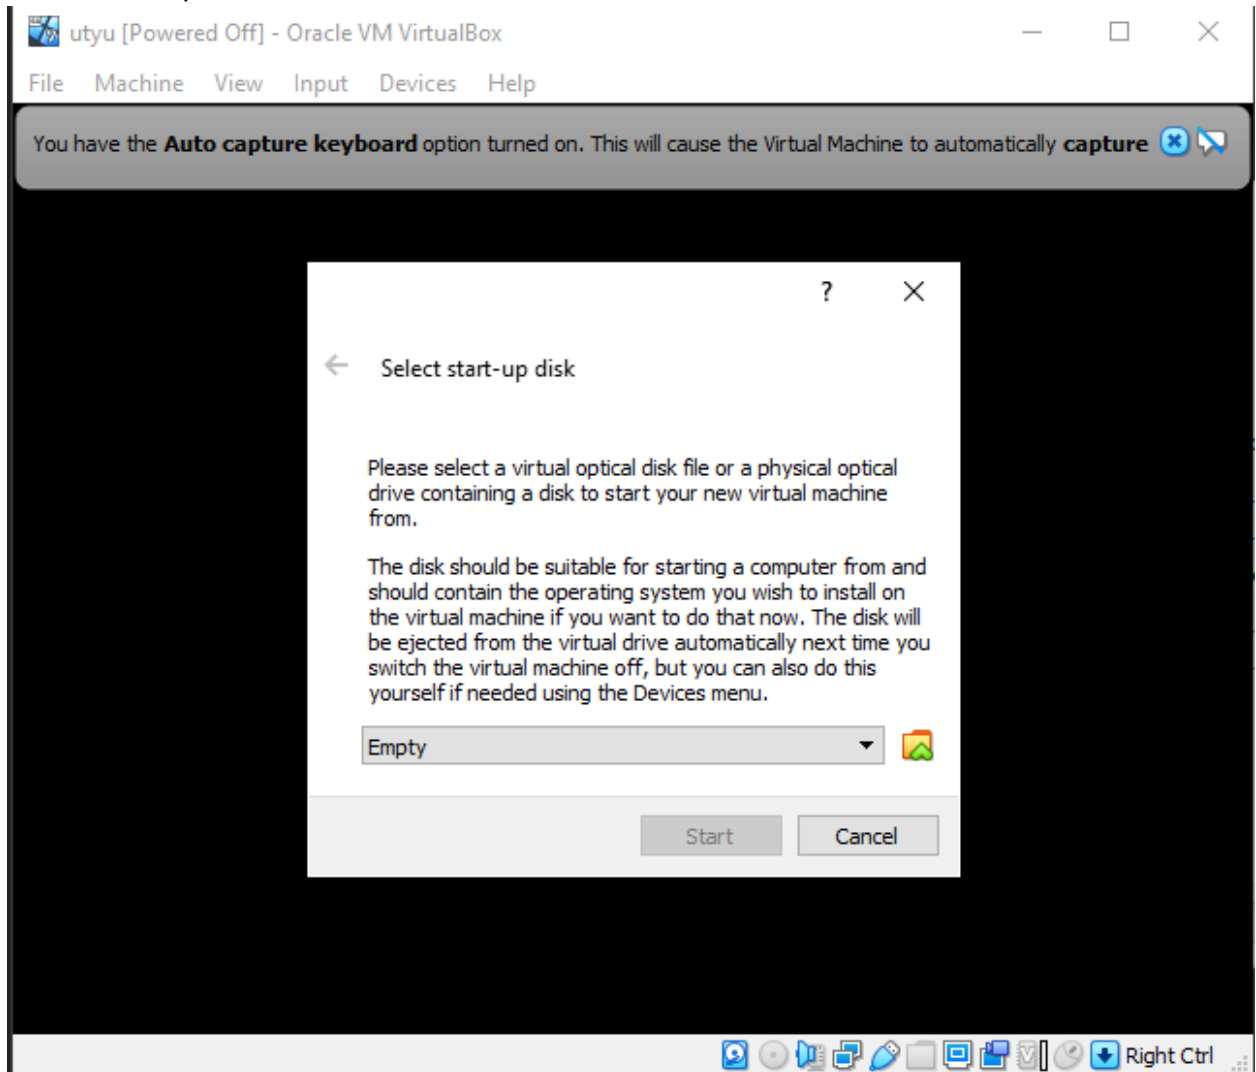 utyu [Powered Off] - Oracle VM VirtualBox
File Machine View Input Devices Help
You have the Auto capture keyboard option turned on. This will cause the Virtual Machine to automatically capture
?
Select start-up disk
Please select a virtual optical disk file or a physical optical
drive containing a disk to start your new virtual machine
from.
The disk should be suitable for starting a computer from and
should contain the operating system you wish to install on
the virtual machine if you want to do that now. The disk will
be ejected from the virtual drive automatically next time you
switch the virtual machine off, but you can also do this
yourself if needed using the Devices menu.
Empty
Start Cancel
Right Ctrl